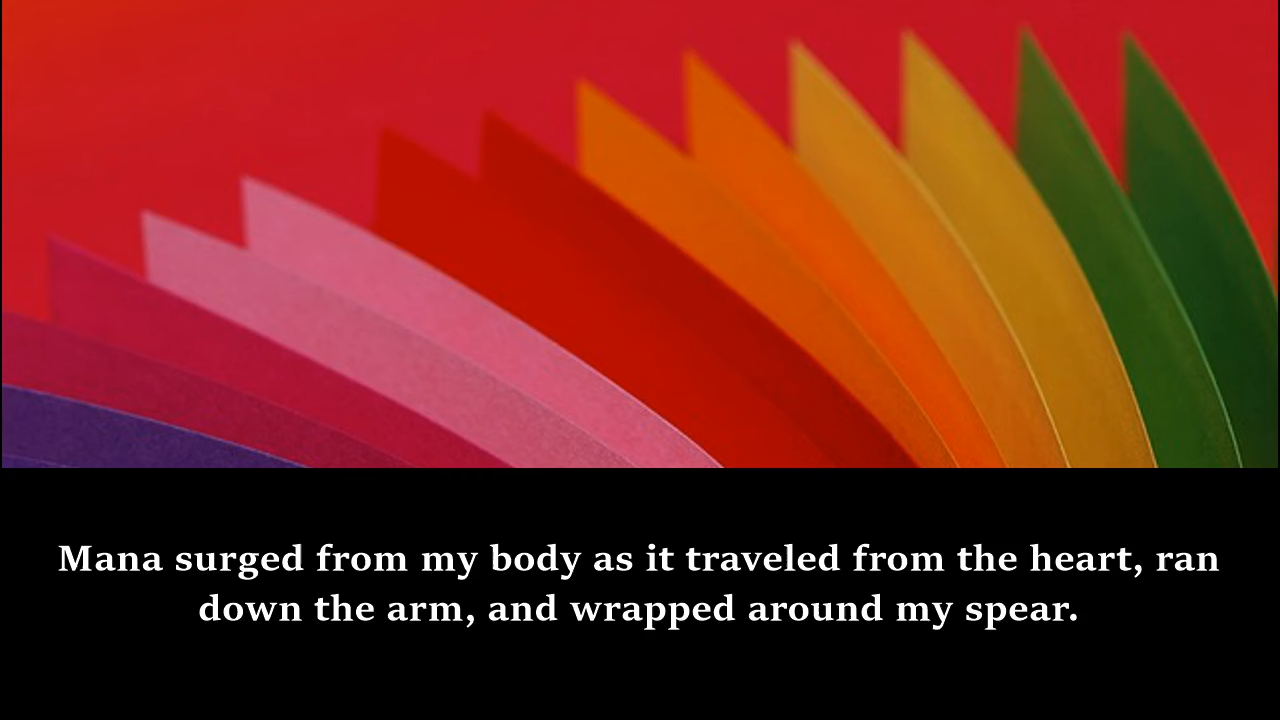 Mana surged from my body as it traveled from the heart, ran
down the arm, and wrapped around my spear.